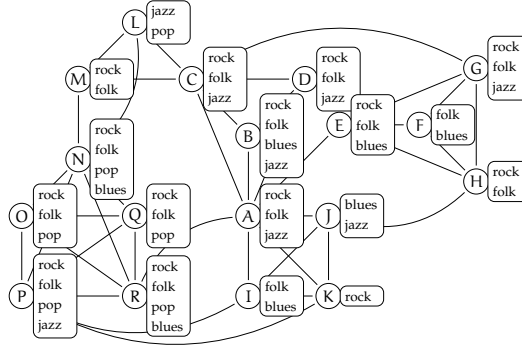 L
jazz
pop
M
rock
folk
C
rock
folk
jazz
D
rock
folk
jazz
G
rock
folk
jazz
B
rock
folk
blues
jazz
E
rock
folk
blues
F
folk
blues
N
rock
folk
pop
blues
H
rock
folk
O
rock
folk
pop
Q
rock
folk
pop
A
rock
folk
jazz
J
blues
jazz
P
rock
folk
pop
jazz
R
rock
folk
pop
blues
I
folk
blues
K
rock